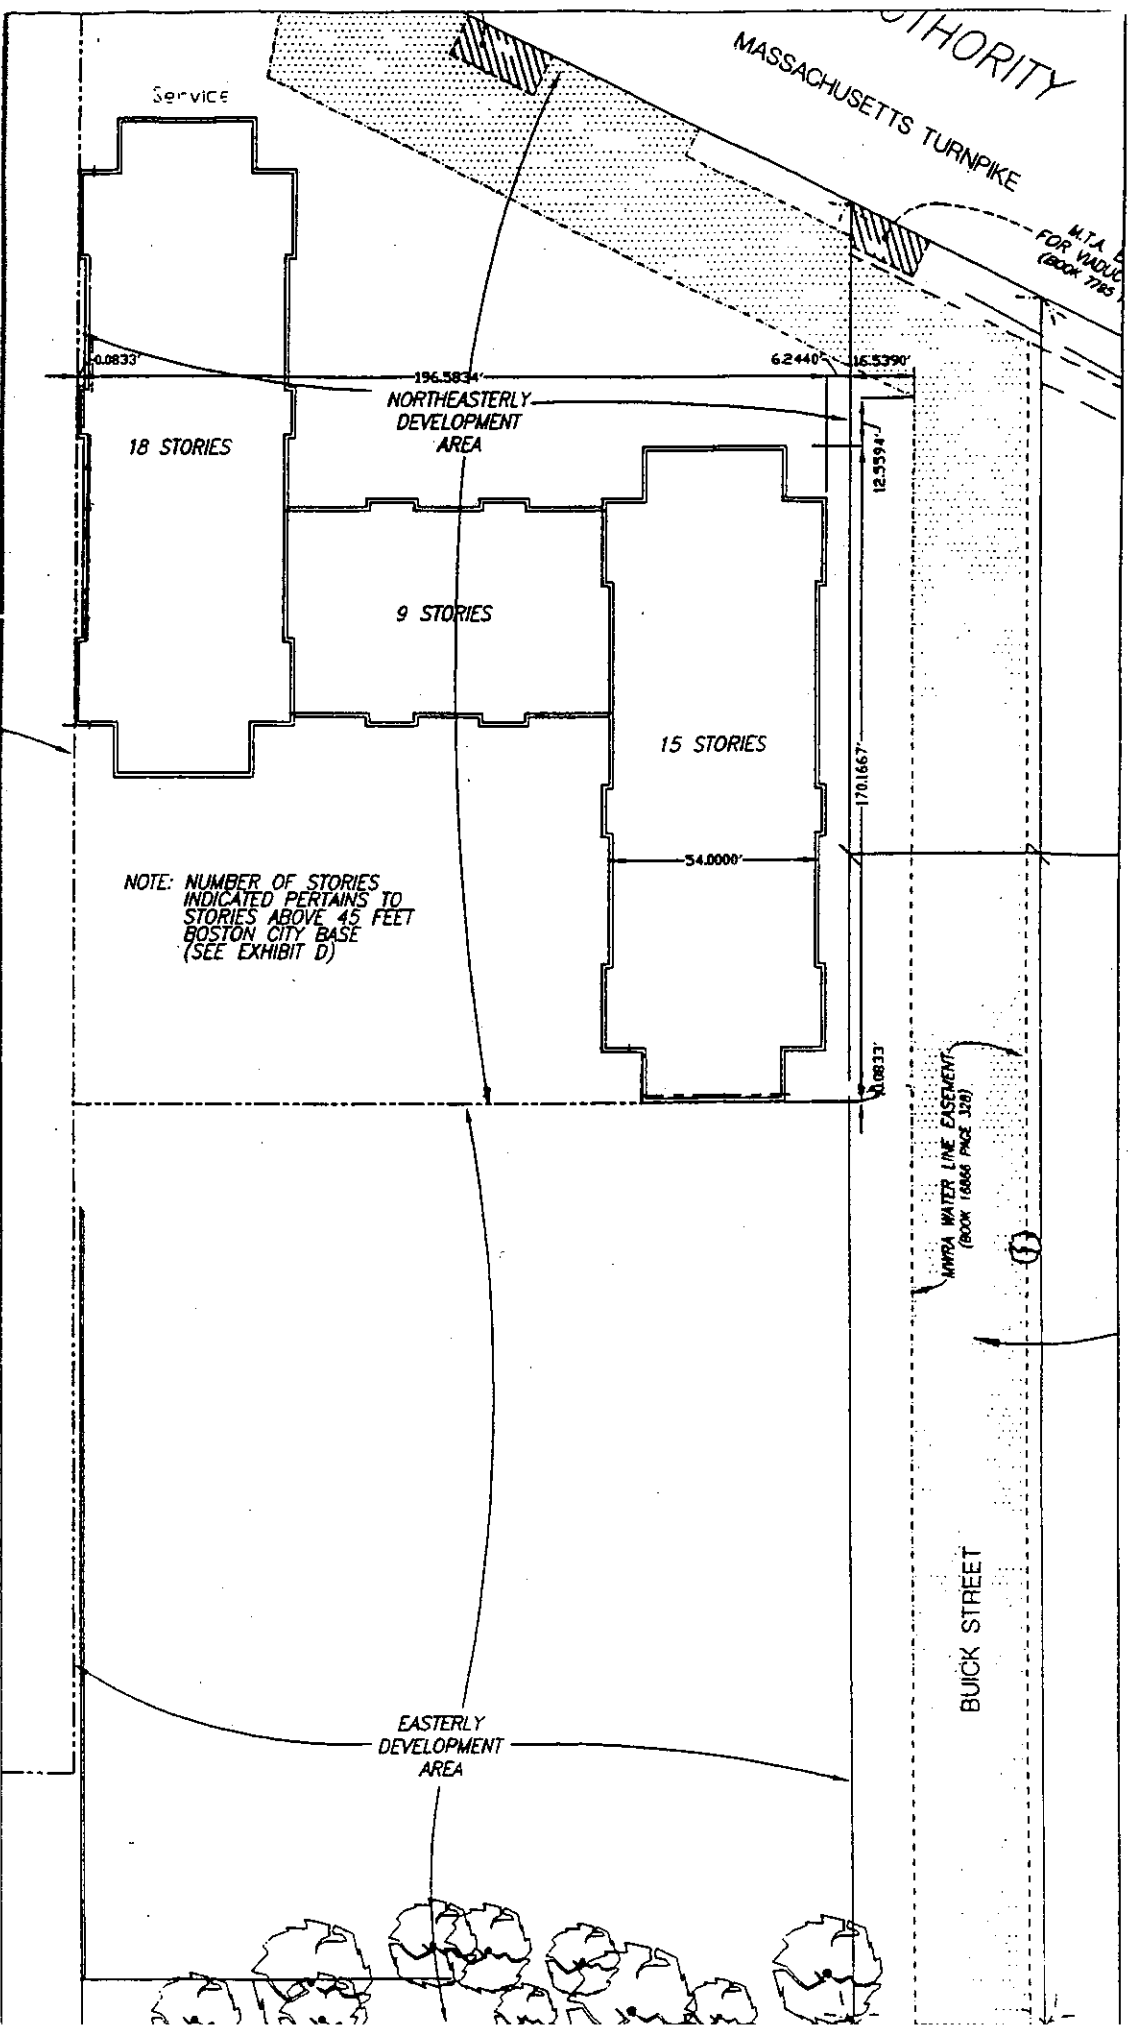 MASSACHUSETTS TURNPIKE
Service
M.T.A.
FOR
(BOOK 7785
0.0833'
196.5834'
6.2440'
16.5390'
NORTHEASTERLY
DEVELOPMENT
AREA
18 STORIES
12.5594'
9 STORIES
15 STORIES
170.1667'
54.0000'
NOTE: NUMBER OF STORIES
INDICATED PERTAINS TO
STORIES ABOVE 45 FEET
BOSTON CITY BASE
(SEE EXHIBIT D)
0.0833'
MWRA WATER LINE EASEMENT
(BOOK 16866 PAGE 328)
BUICK STREET
EASTERLY
DEVELOPMENT
AREA